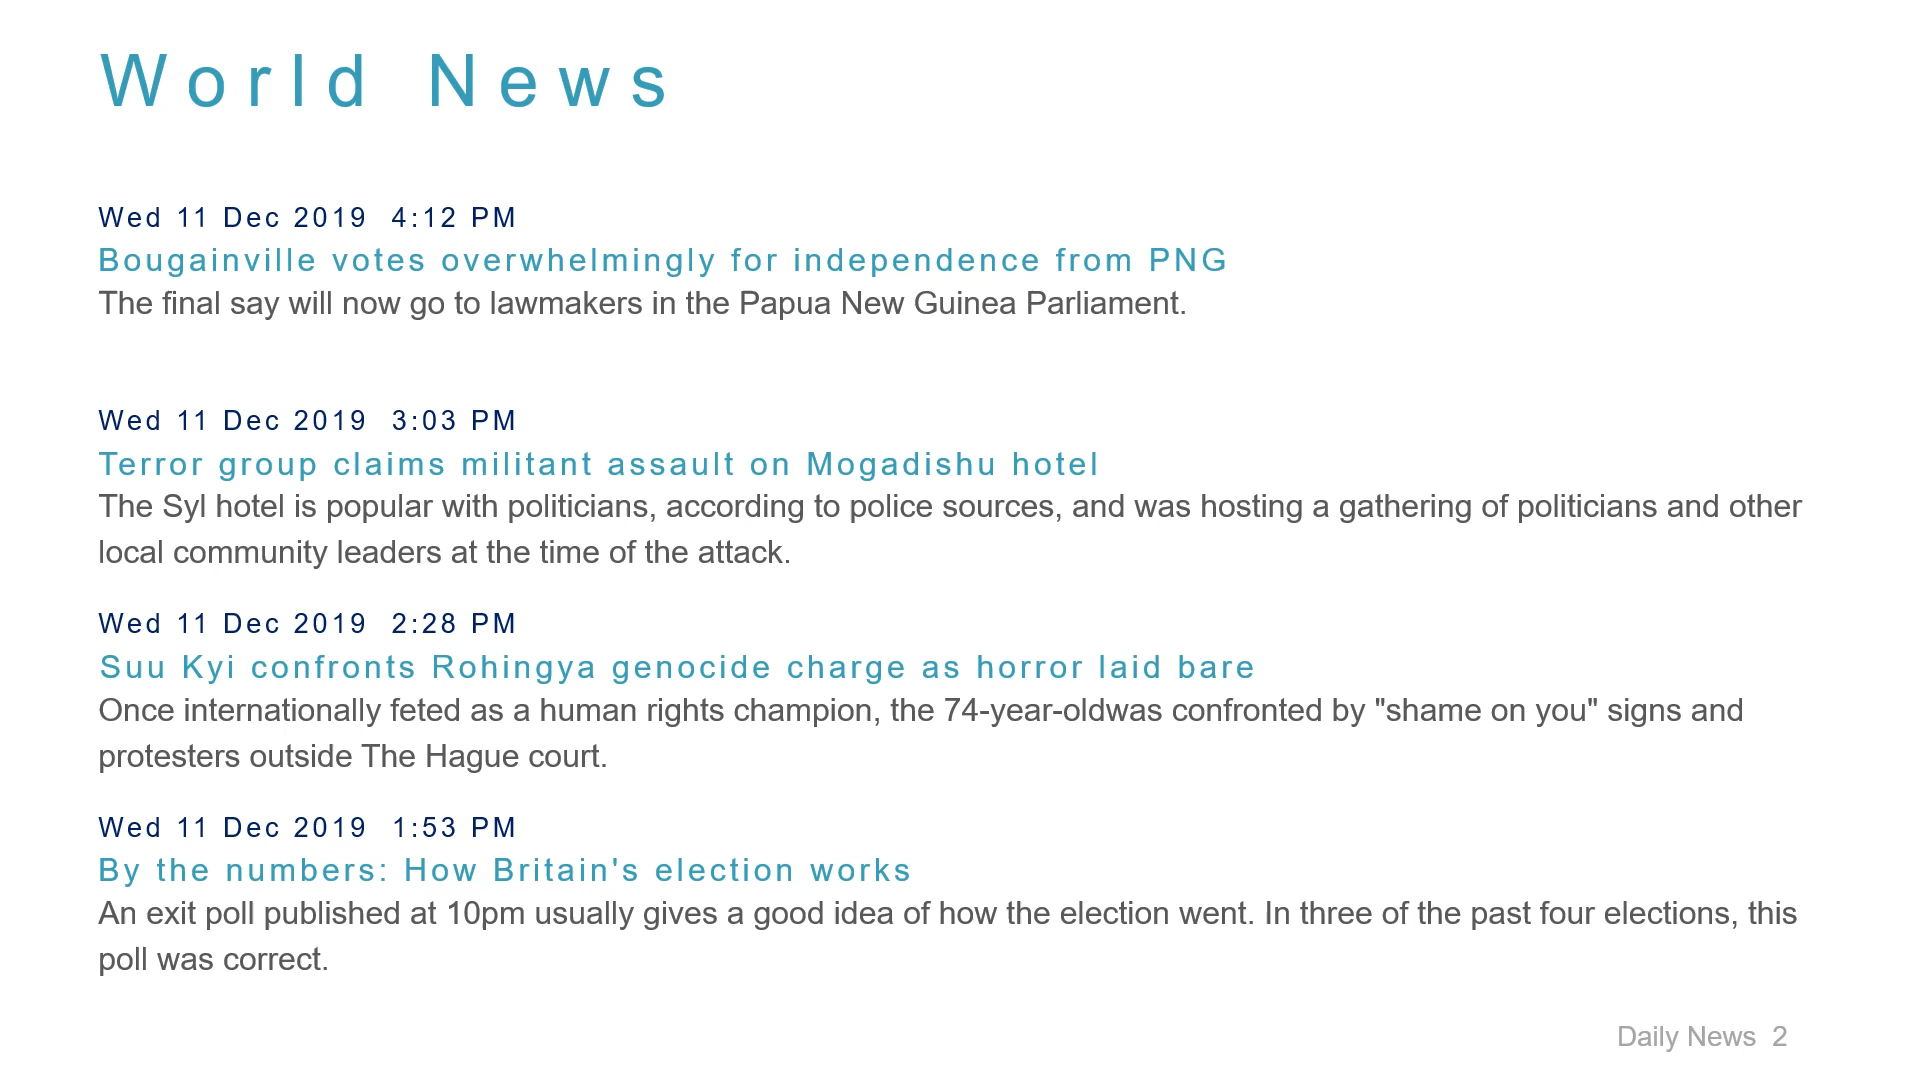 World News
Wed 11 Dec 2019 4:12 PM
Bougainville votes overwhelmingly for independence from PNG
The final say will now go to lawmakers in the Papua New Guinea Parliament.
Wed 11 Dec 2019 3:03 PM
Terror group claims militant assault on Mogadishu hotel
The Syl hotel is popular with politicians, according to police sources, and was hosting a gathering of politicians and other
local community leaders at the time of the attack.
Wed 11 Dec 2019 2:28 PM
Suu Kyi confronts Rohingya genocide charge as horror laid bare
Once internationally feted as a human rights champion, the 74-year-oldwas confronted by "shame on you" signs and
protesters outside The Hague court.
Wed 11 Dec 2019 1:53 PM
By the numbers: How Britain's election works
An exit poll published at 10pm usually gives a good idea of how the election went. In three of the past four elections, this
poll was correct.
Daily News 2